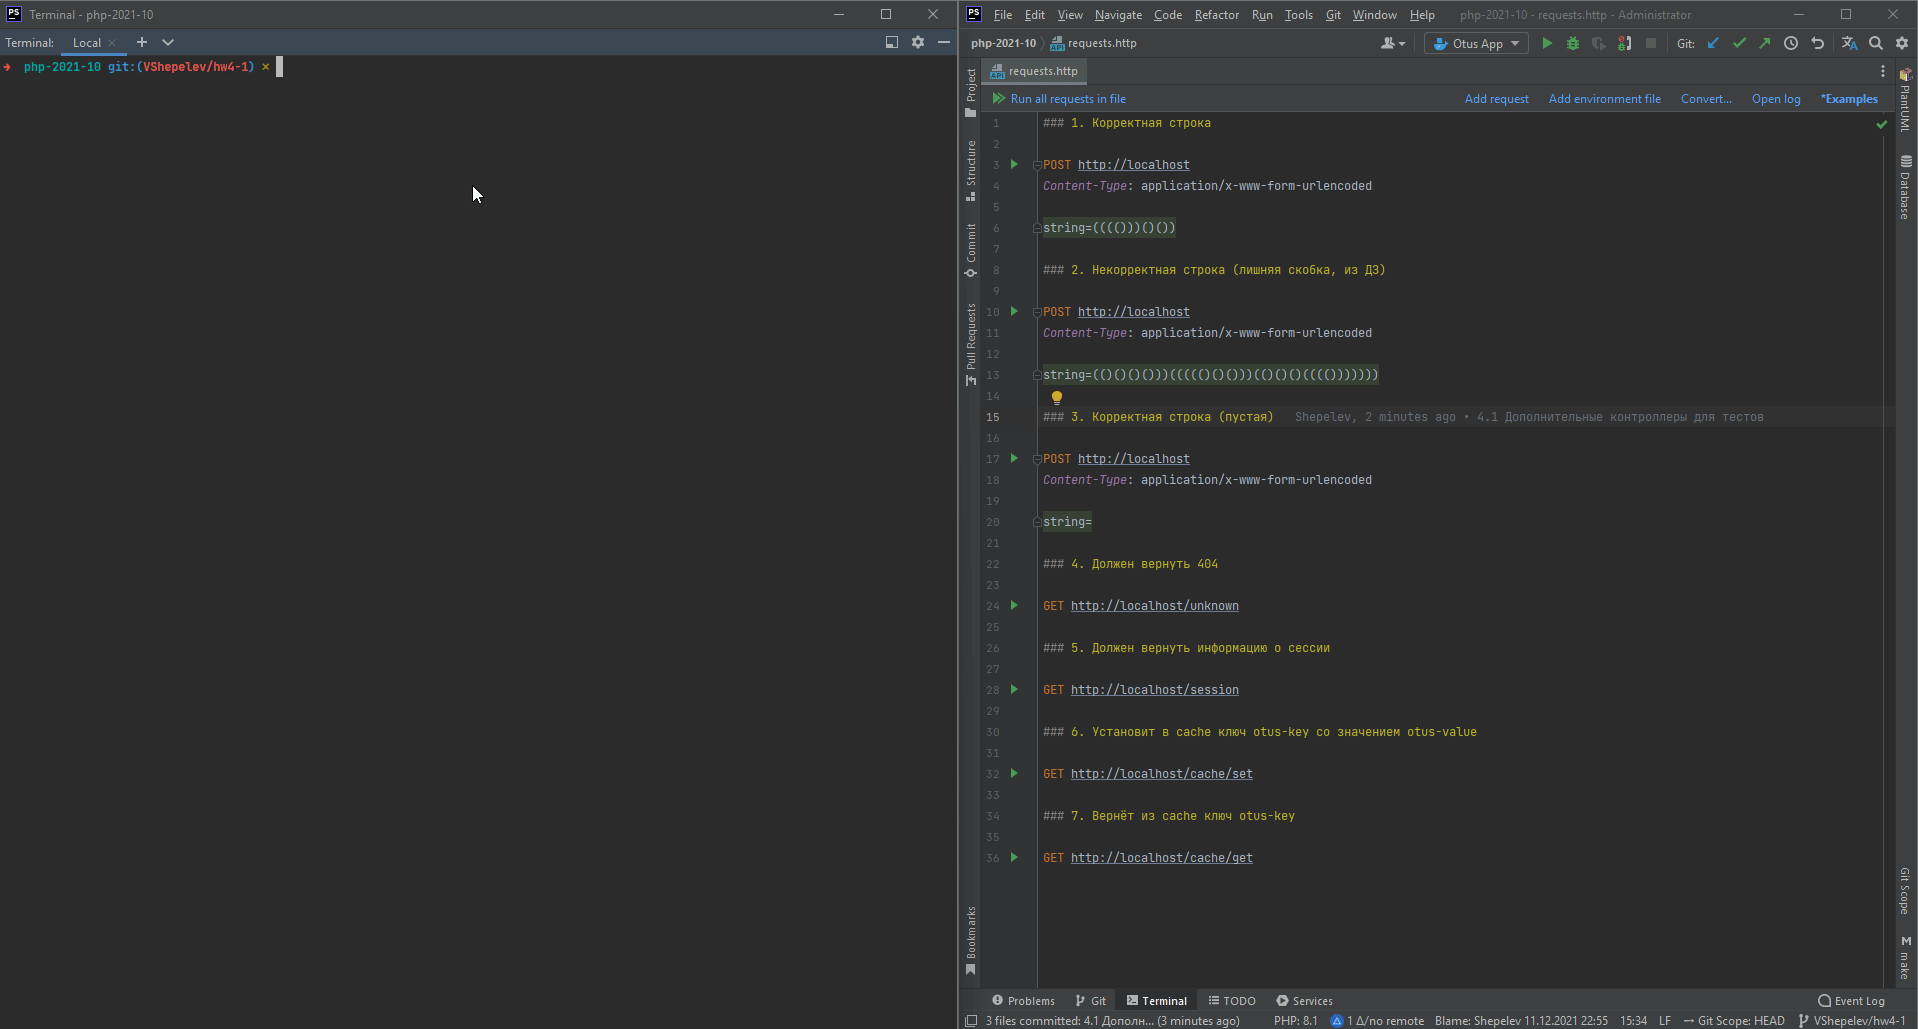 PS Terminal - php-2021-10
Terminal: Local
php-2021-10 git:(VShepelev/hw4-1) ×
PS File Edit View Navigate Code Refactor Run Tools Git Window Help php-2021-10 - requests.http - Administrator
php-2021-10 requests.http Otus App Git:
requests.http
Run all requests in file Add request Add environment file Convert... Open log *Examples
1 ### 1. Корректная строка
2
3 POST http://localhost
4 Content-Type: application/x-www-form-urlencoded
5
6 string=(((()))()())
7
8 ### 2. Некорректная строка (лишняя скобка, из ДЗ)
9
10 POST http://localhost
11 Content-Type: application/x-www-form-urlencoded
12
13 string=(()()()()))((((()()()))(()()()(((()))))))
14
15 ### 3. Корректная строка (пустая) Shepelev, 2 minutes ago • 4.1 Дополнительные контроллеры для тестов
16
17 POST http://localhost
18 Content-Type: application/x-www-form-urlencoded
19
20 string=
21
22 ### 4. Должен вернуть 404
23
24 GET http://localhost/unknown
25
26 ### 5. Должен вернуть информацию о сессии
27
28 GET http://localhost/session
29
30 ### 6. Установит в cache ключ otus-key со значением otus-value
31
32 GET http://localhost/cache/set
33
34 ### 7. Вернёт из cache ключ otus-key
35
36 GET http://localhost/cache/get
Project
Structure
Commit
Pull Requests
Bookmarks
PlantUML
Database
Git Scope
M make
Problems Git Terminal TODO Services Event Log
3 files committed: 4.1 Дополн... (3 minutes ago) PHP: 8.1 1 Δ/no remote Blame: Shepelev 11.12.2021 22:55 15:34 LF Git Scope: HEAD VShepelev/hw4-1